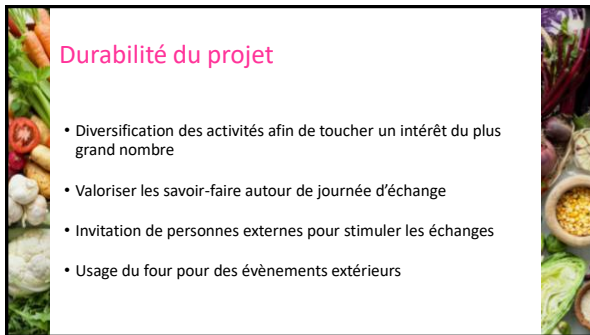 Durabilité du projet
• Diversification des activités afin de toucher un intérêt du plus
grand nombre
• Valoriser les savoir-faire autour de journée d’échange
• Invitation de personnes externes pour stimuler les échanges
• Usage du four pour des évènements extérieurs